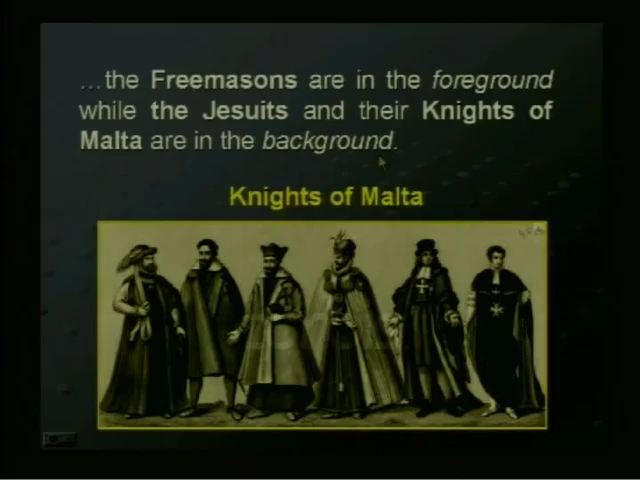 …the Freemasons are in the foreground
while the Jesuits and their Knights of
Malta are in the background.
Knights of Malta